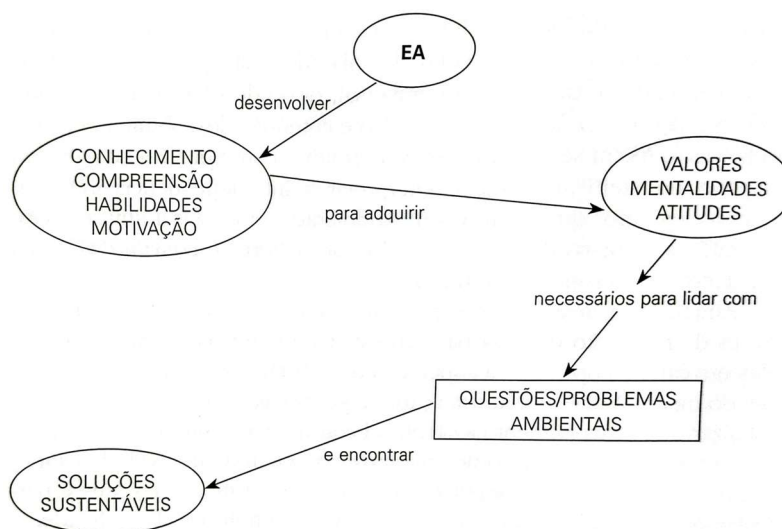 EA
desenvolver
CONHECIMENTO
COMPREENSÃO
HABILIDADES
MOTIVAÇÃO
para adquirir
VALORES
MENTALIDADES
ATITUDES
necessários para lidar com
QUESTÕES/PROBLEMAS
AMBIENTAIS
e encontrar
SOLUÇÕES
SUSTENTÁVEIS